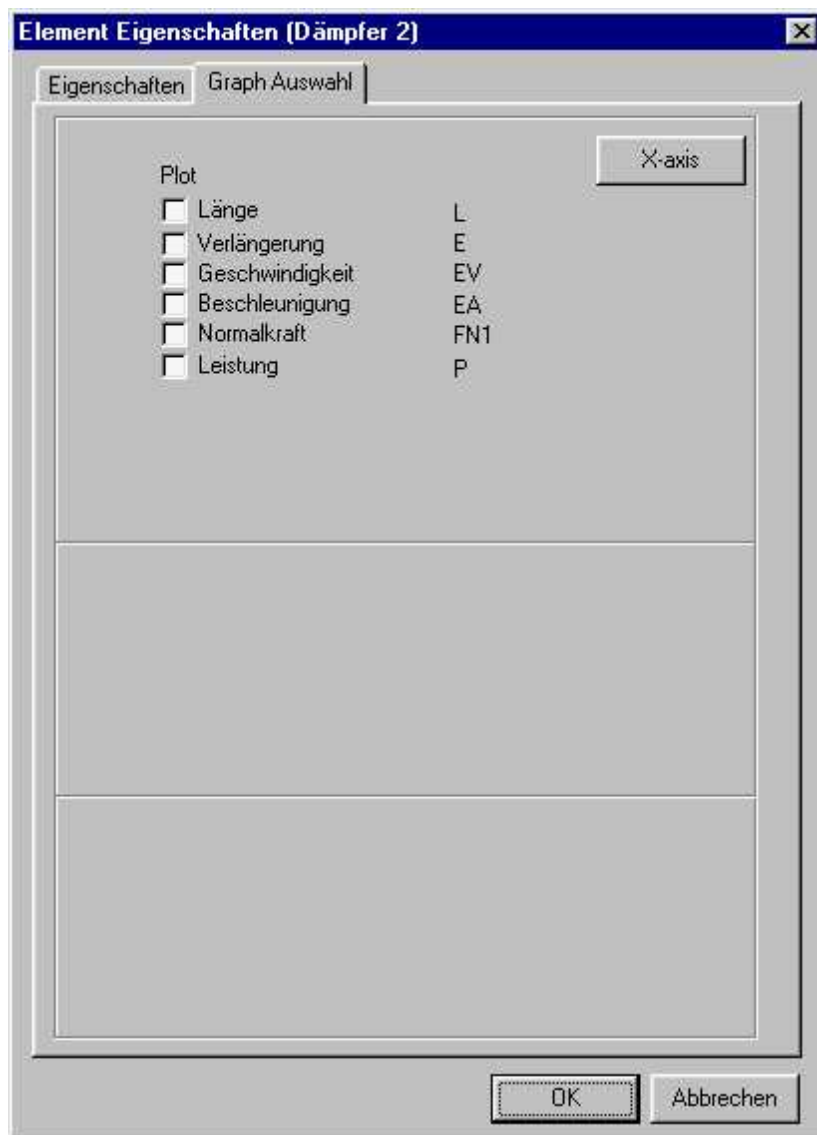 Element Eigenschaften (Dämpfer 2)
Eigenschaften Graph Auswahl
X-axis
Plot
Länge L
Verlängerung E
Geschwindigkeit EV
Beschleunigung EA
Normalkraft FN1
Leistung P
OK Abbrechen